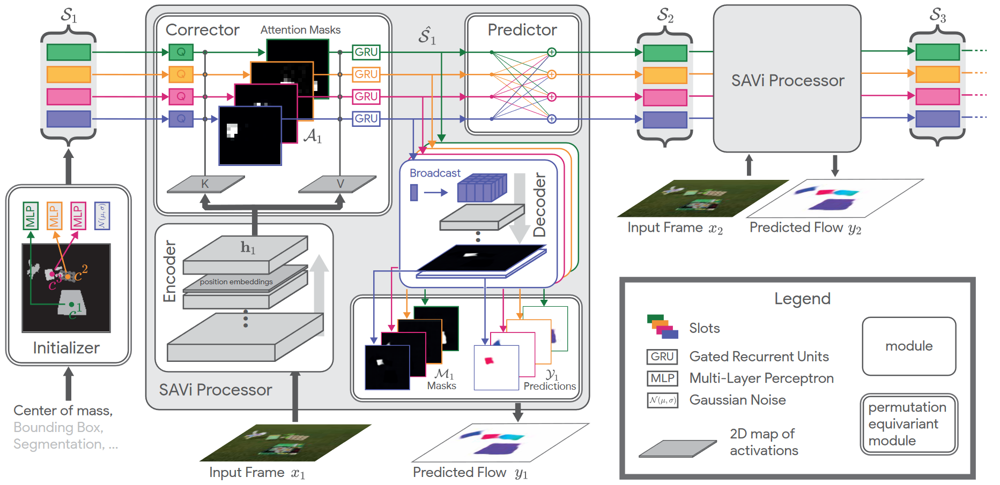 S₁
Corrector
Attention Masks
Ŝ₁
Predictor
S₂
S₃
Q
GRU
Q
GRU
Q
GRU
Q
GRU
A₁
SAVi Processor
K
V
MLP
MLP
MLP
N(μ, σ)
Broadcast
Decoder
Input Frame x₂
Predicted Flow y₂
Encoder
h₁
position embeddings
c²
c³
c¹
Initializer
M₁
Masks
Y₁
Predictions
SAVi Processor
Center of mass,
Bounding Box,
Segmentation, ...
Input Frame x₁
Predicted Flow y₁
Legend
Slots
GRU
Gated Recurrent Units
MLP
Multi-Layer Perceptron
N(μ, σ)
Gaussian Noise
2D map of
activations
module
permutation
equivariant
module